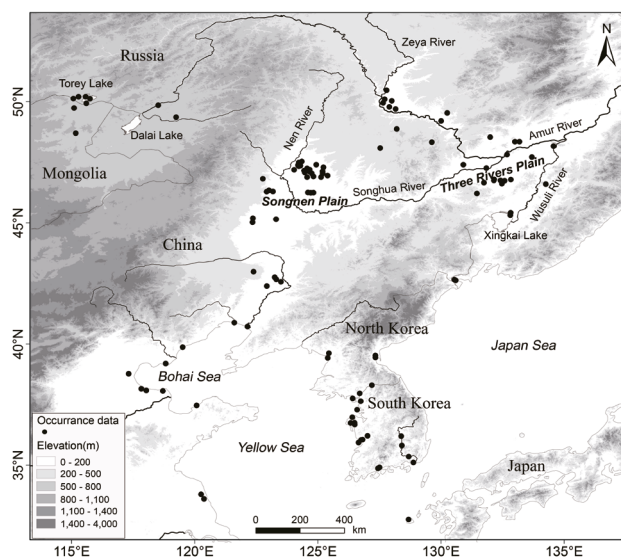 Russia
Zeya River
N
Torey Lake
50°N
Dalai Lake
Nen River
Amur River
Mongolia
Songhua River
Three Rivers Plain
Songnen Plain
Wusuli River
45°N
Xingkai Lake
China
North Korea
Japan Sea
40°N
Bohai Sea
South Korea
Occurrance data
Elevation(m)
0 - 200
200 - 500
500 - 800
800 - 1,100
1,100 - 1,400
1,400 - 4,000
Yellow Sea
Japan
35°N
0 200 400
km
115°E 120°E 125°E 130°E 135°E